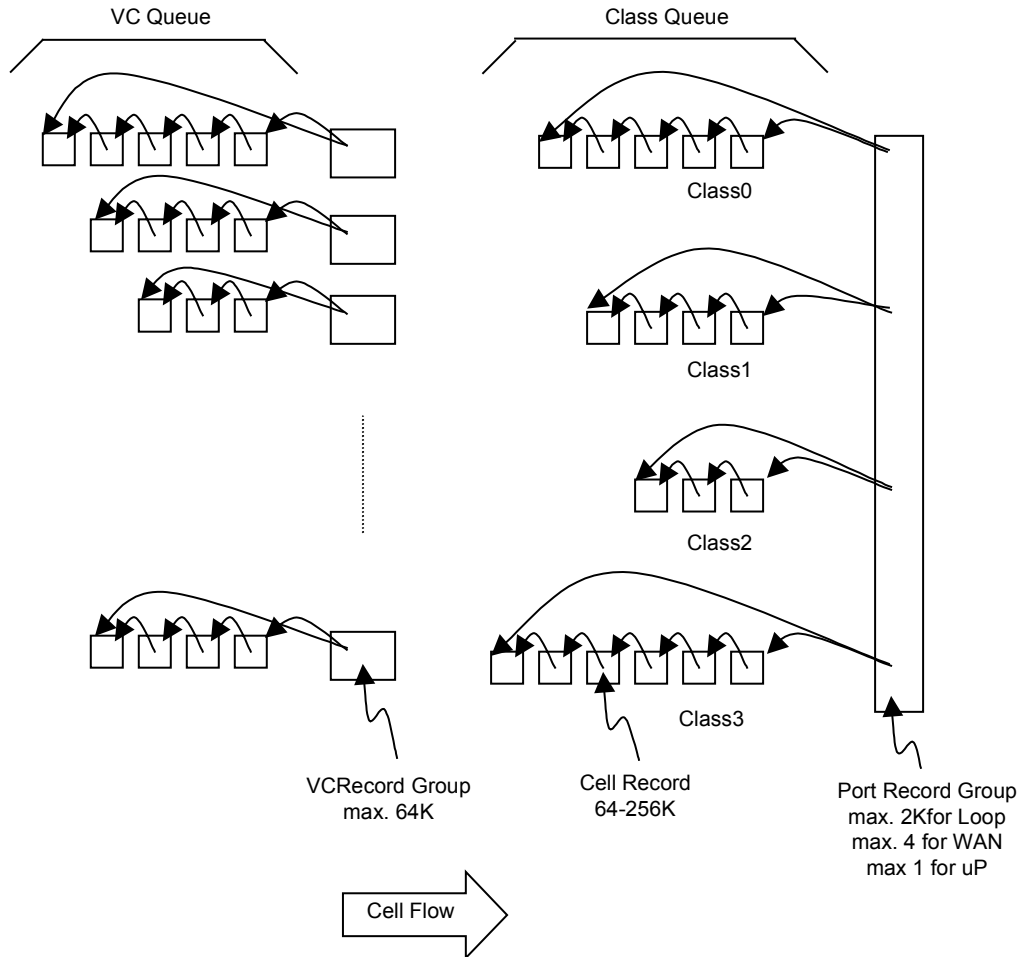 VC Queue
Class Queue
Class0
Class1
Class2
Class3
VCRecord Group
max. 64K
Cell Record
64-256K
Port Record Group
max. 2Kfor Loop
max. 4 for WAN
max 1 for uP
Cell Flow